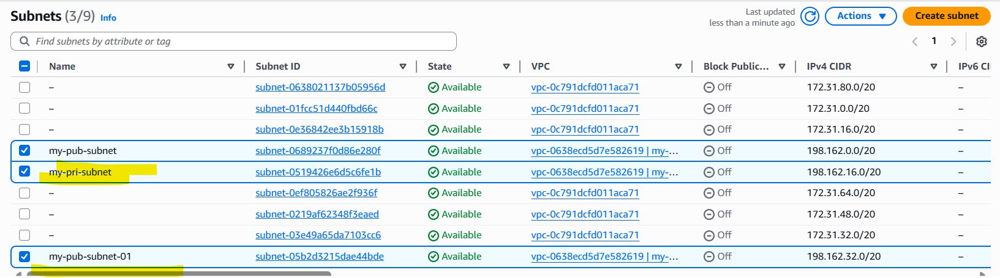 Subnets (3/9) Info
Last updated
less than a minute ago
Actions
Create subnet
Find subnets by attribute or tag
1
Name Subnet ID State VPC Block Public... IPv4 CIDR IPv6 CI
– subnet-0638021137b05956d Available vpc-0c791dcfd011aca71 Off 172.31.80.0/20 –
– subnet-01fcc51d440fbd66c Available vpc-0c791dcfd011aca71 Off 172.31.0.0/20 –
– subnet-0e36842ee3b15918b Available vpc-0c791dcfd011aca71 Off 172.31.16.0/20 –
my-pub-subnet subnet-0689237f0d86e280f Available vpc-0638ecd5d7e582619 | my-... Off 198.162.0.0/20 –
my-pri-subnet subnet-0519426e6d5c6fe1b Available vpc-0638ecd5d7e582619 | my-... Off 198.162.16.0/20 –
– subnet-0ef805826ae2f936f Available vpc-0c791dcfd011aca71 Off 172.31.64.0/20 –
– subnet-0219af62348f3eaed Available vpc-0c791dcfd011aca71 Off 172.31.48.0/20 –
– subnet-03e49a65da7103cc6 Available vpc-0c791dcfd011aca71 Off 172.31.32.0/20 –
my-pub-subnet-01 subnet-05b2d3215dae44bde Available vpc-0638ecd5d7e582619 | my-... Off 198.162.32.0/20 –